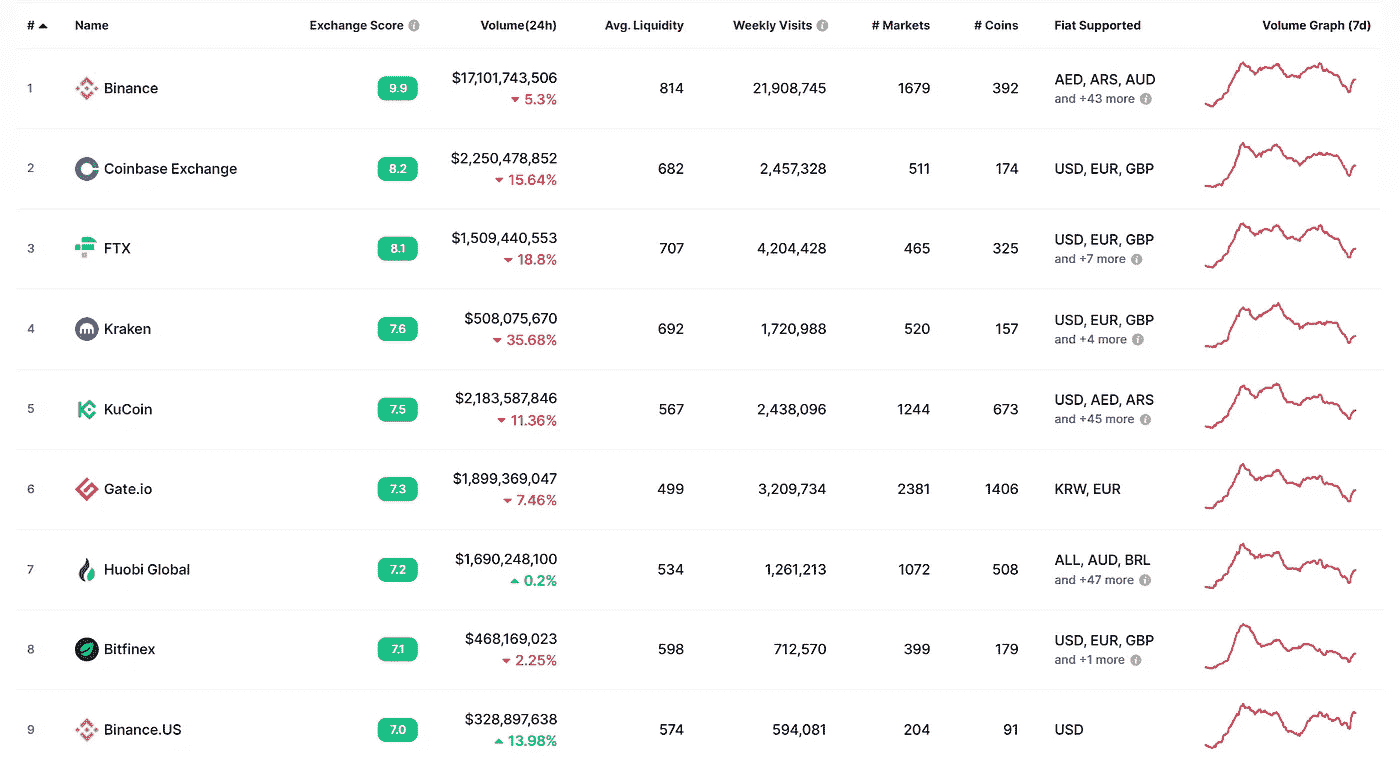 # Name Exchange Score Volume(24h) Avg. Liquidity Weekly Visits # Markets # Coins Fiat Supported Volume Graph (7d)
1 Binance 9.9 $17,101,743,506 814 21,908,745 1679 392 AED, ARS, AUD
5.3% and +43 more
2 Coinbase Exchange 8.2 $2,250,478,852 682 2,457,328 511 174 USD, EUR, GBP
15.64%
3 FTX 8.1 $1,509,440,553 707 4,204,428 465 325 USD, EUR, GBP
18.8% and +7 more
4 Kraken 7.6 $508,075,670 692 1,720,988 520 157 USD, EUR, GBP
35.68% and +4 more
5 KuCoin 7.5 $2,183,587,846 567 2,438,096 1244 673 USD, AED, ARS
11.36% and +45 more
6 Gate.io 7.3 $1,899,369,047 499 3,209,734 2381 1406 KRW, EUR
7.46%
7 Huobi Global 7.2 $1,690,248,100 534 1,261,213 1072 508 ALL, AUD, BRL
0.2% and +47 more
8 Bitfinex 7.1 $468,169,023 598 712,570 399 179 USD, EUR, GBP
2.25% and +1 more
9 Binance.US 7.0 $328,897,638 574 594,081 204 91 USD
13.98%